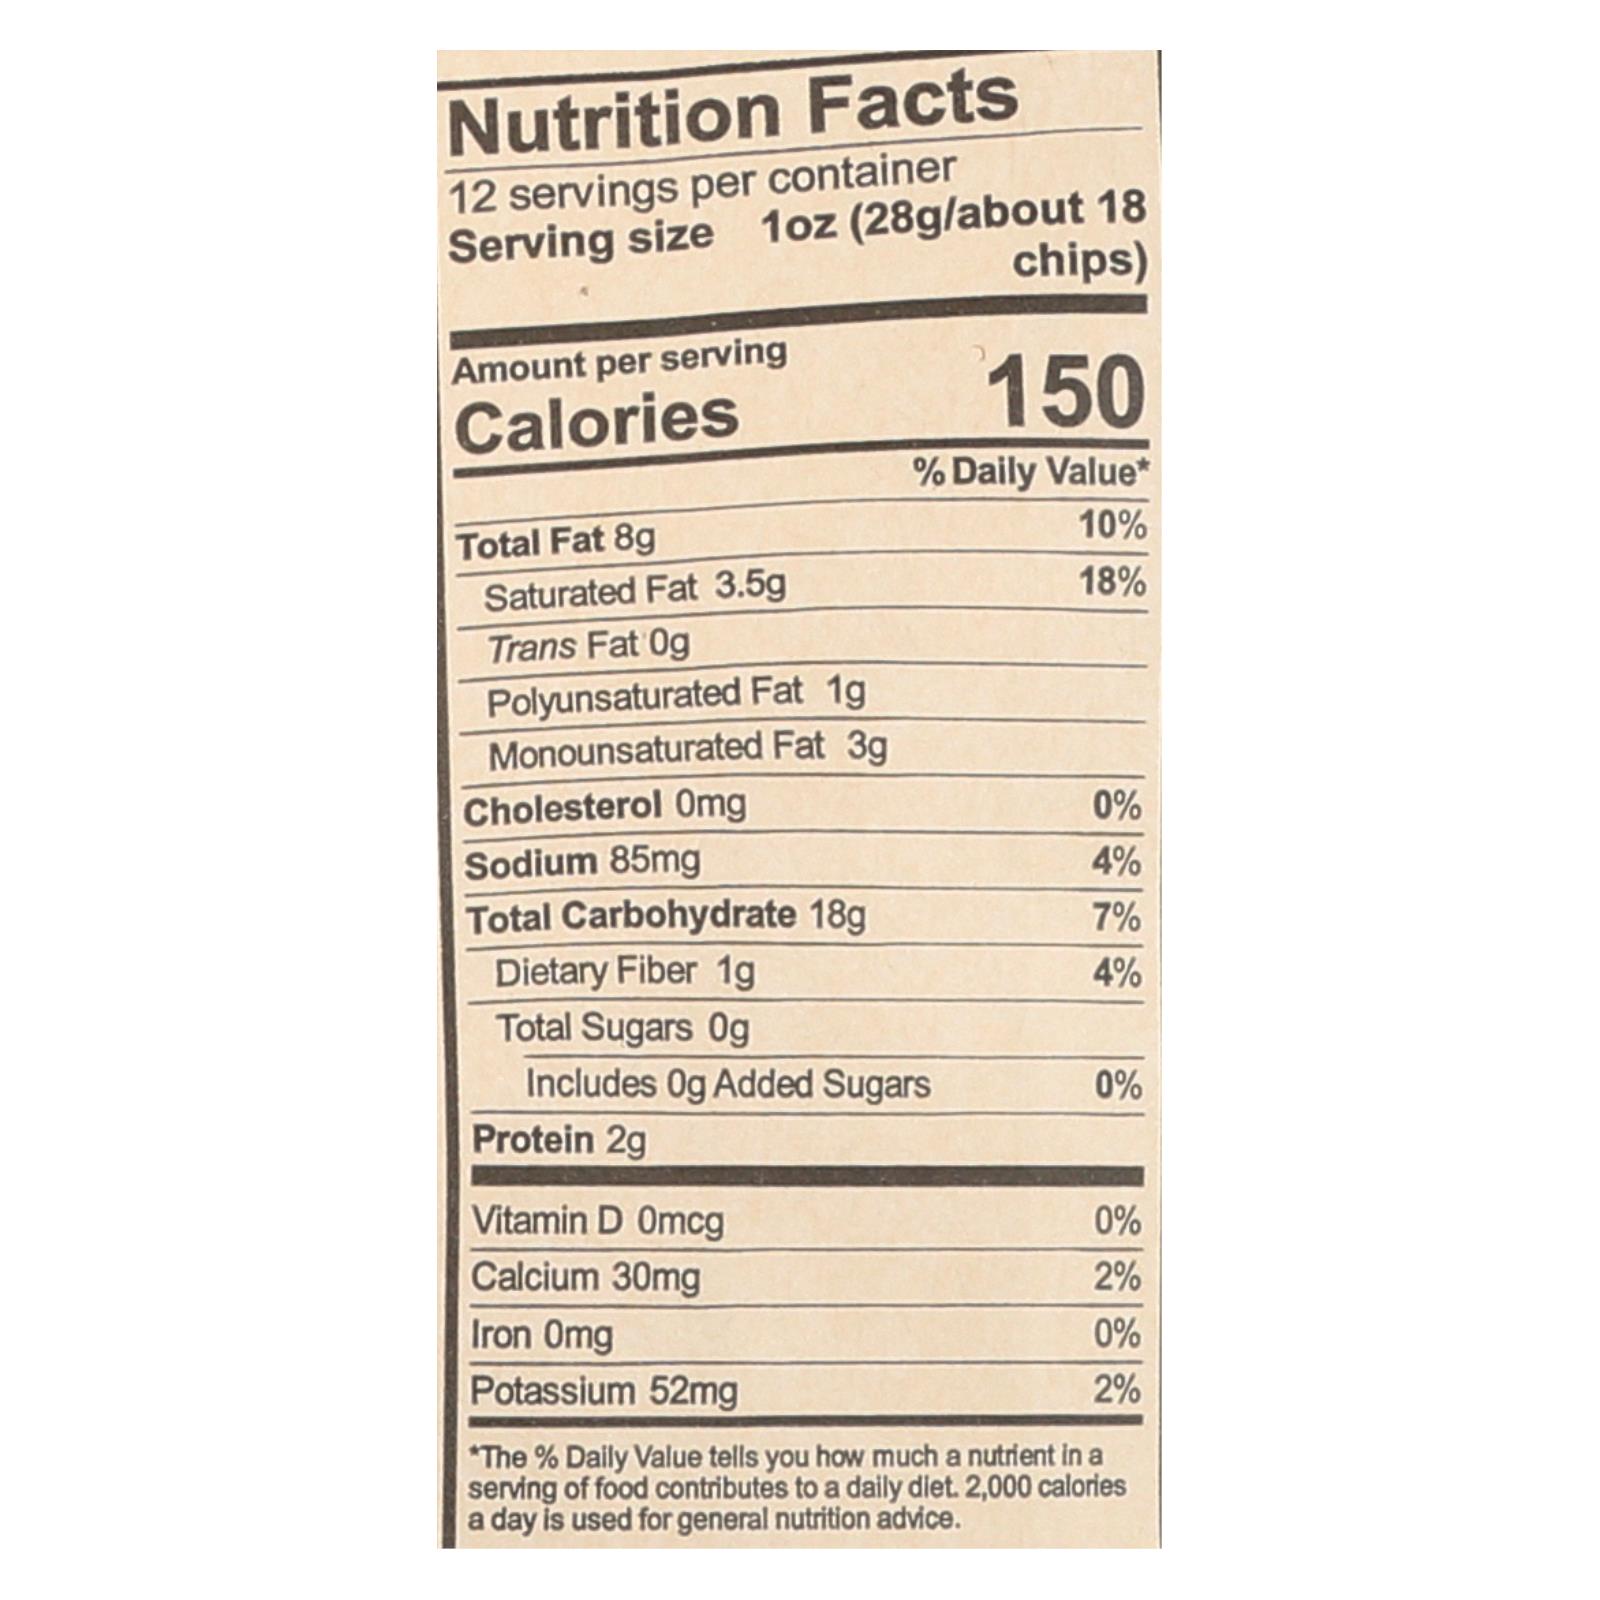 Nutrition Facts
12 servings per container
Serving size 1oz (28g/about 18
chips)
Amount per serving
Calories 150
% Daily Value*
Total Fat 8g 10%
Saturated Fat 3.5g 18%
Trans Fat 0g
Polyunsaturated Fat 1g
Monounsaturated Fat 3g
Cholesterol 0mg 0%
Sodium 85mg 4%
Total Carbohydrate 18g 7%
Dietary Fiber 1g 4%
Total Sugars 0g
Includes 0g Added Sugars 0%
Protein 2g
Vitamin D 0mcg 0%
Calcium 30mg 2%
Iron 0mg 0%
Potassium 52mg 2%
*The % Daily Value tells you how much a nutrient in a
serving of food contributes to a daily diet. 2,000 calories
a day is used for general nutrition advice.